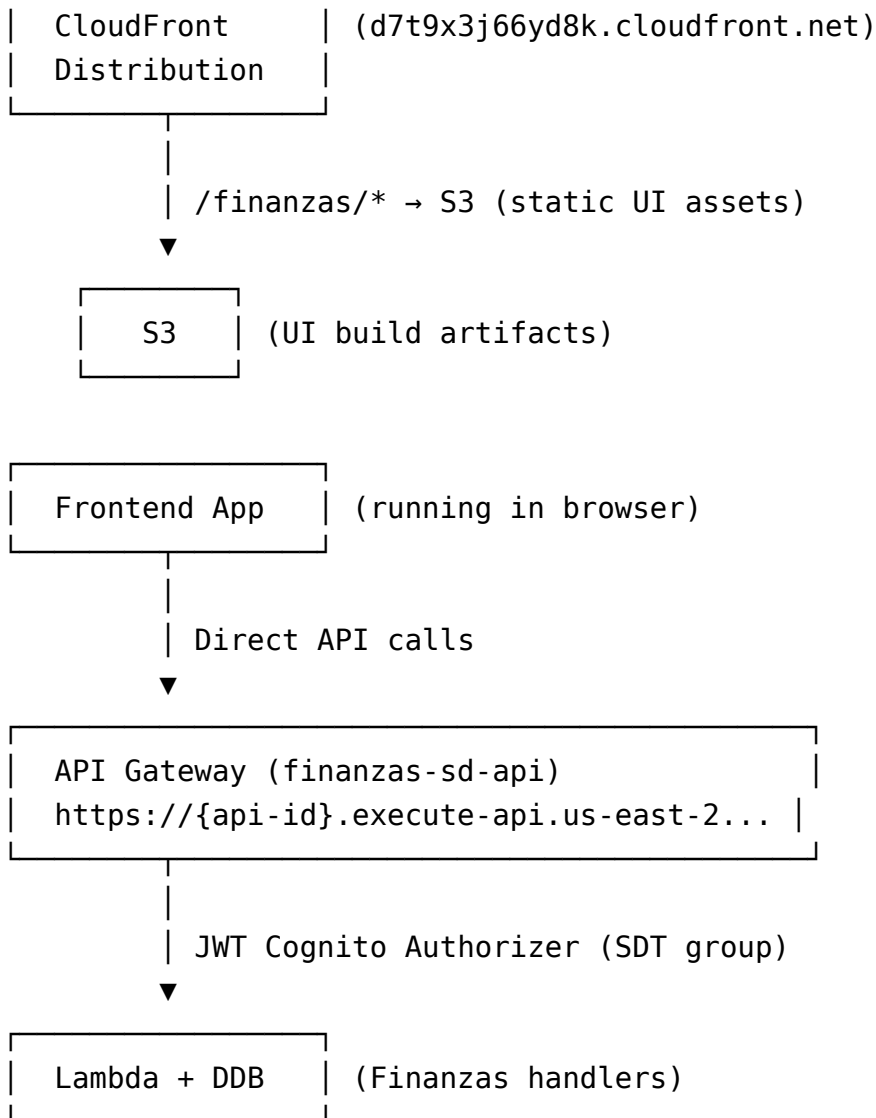 CloudFront (d7t9x3j66yd8k.cloudfront.net)
Distribution
/finanzas/* → S3 (static UI assets)
S3 (UI build artifacts)
Frontend App (running in browser)
Direct API calls
API Gateway (finanzas-sd-api)
https://{api-id}.execute-api.us-east-2...
JWT Cognito Authorizer (SDT group)
Lambda + DDB (Finanzas handlers)